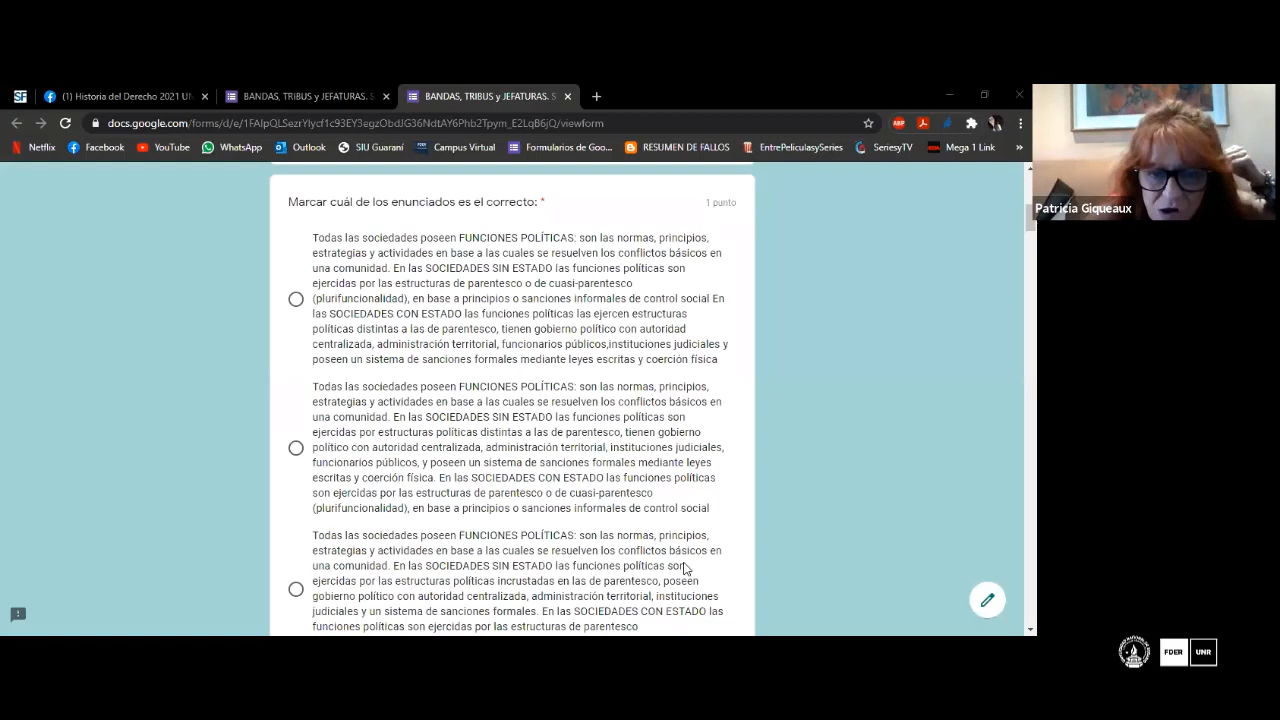 (1) Historia del Derecho 2021 UN
BANDAS, TRIBUS y JEFATURAS. S
BANDAS, TRIBUS y JEFATURAS. S
Netflix
Facebook
YouTube
WhatsApp
Outlook
SIU Guaraní
Campus Virtual
Formularios de Goo...
RESUMEN DE FALLOS
EntrePeliculasySeries
SeriesyTV
Mega 1 Link
Patricia Giqueaux
Marcar cuál de los enunciados es el correcto: *
1 punto
Todas las sociedades poseen FUNCIONES POLÍTICAS: son las normas, principios,
estrategias y actividades en base a las cuales se resuelven los conflictos básicos en
una comunidad. En las SOCIEDADES SIN ESTADO las funciones políticas son
ejercidas por las estructuras de parentesco o de cuasi-parentesco
(plurifuncionalidad), en base a principios o sanciones informales de control social En
las SOCIEDADES CON ESTADO las funciones políticas las ejercen estructuras
políticas distintas a las de parentesco, tienen gobierno político con autoridad
centralizada, administración territorial, funcionarios públicos,instituciones judiciales y
poseen un sistema de sanciones formales mediante leyes escritas y coerción física
Todas las sociedades poseen FUNCIONES POLÍTICAS: son las normas, principios,
estrategias y actividades en base a las cuales se resuelven los conflictos básicos en
una comunidad. En las SOCIEDADES SIN ESTADO las funciones políticas son
ejercidas por estructuras políticas distintas a las de parentesco, tienen gobierno
político con autoridad centralizada, administración territorial, instituciones judiciales,
funcionarios públicos, y poseen un sistema de sanciones formales mediante leyes
escritas y coerción física. En las SOCIEDADES CON ESTADO las funciones políticas
son ejercidas por las estructuras de parentesco o de cuasi-parentesco
(plurifuncionalidad), en base a principios o sanciones informales de control social
Todas las sociedades poseen FUNCIONES POLÍTICAS: son las normas, principios,
estrategias y actividades en base a las cuales se resuelven los conflictos básicos en
una comunidad. En las SOCIEDADES SIN ESTADO las funciones políticas son
ejercidas por las estructuras políticas incrustadas en las de parentesco, poseen
gobierno político con autoridad centralizada, administración territorial, instituciones
judiciales y un sistema de sanciones formales. En las SOCIEDADES CON ESTADO las
funciones políticas son ejercidas por las estructuras de parentesco
FDER
UNR